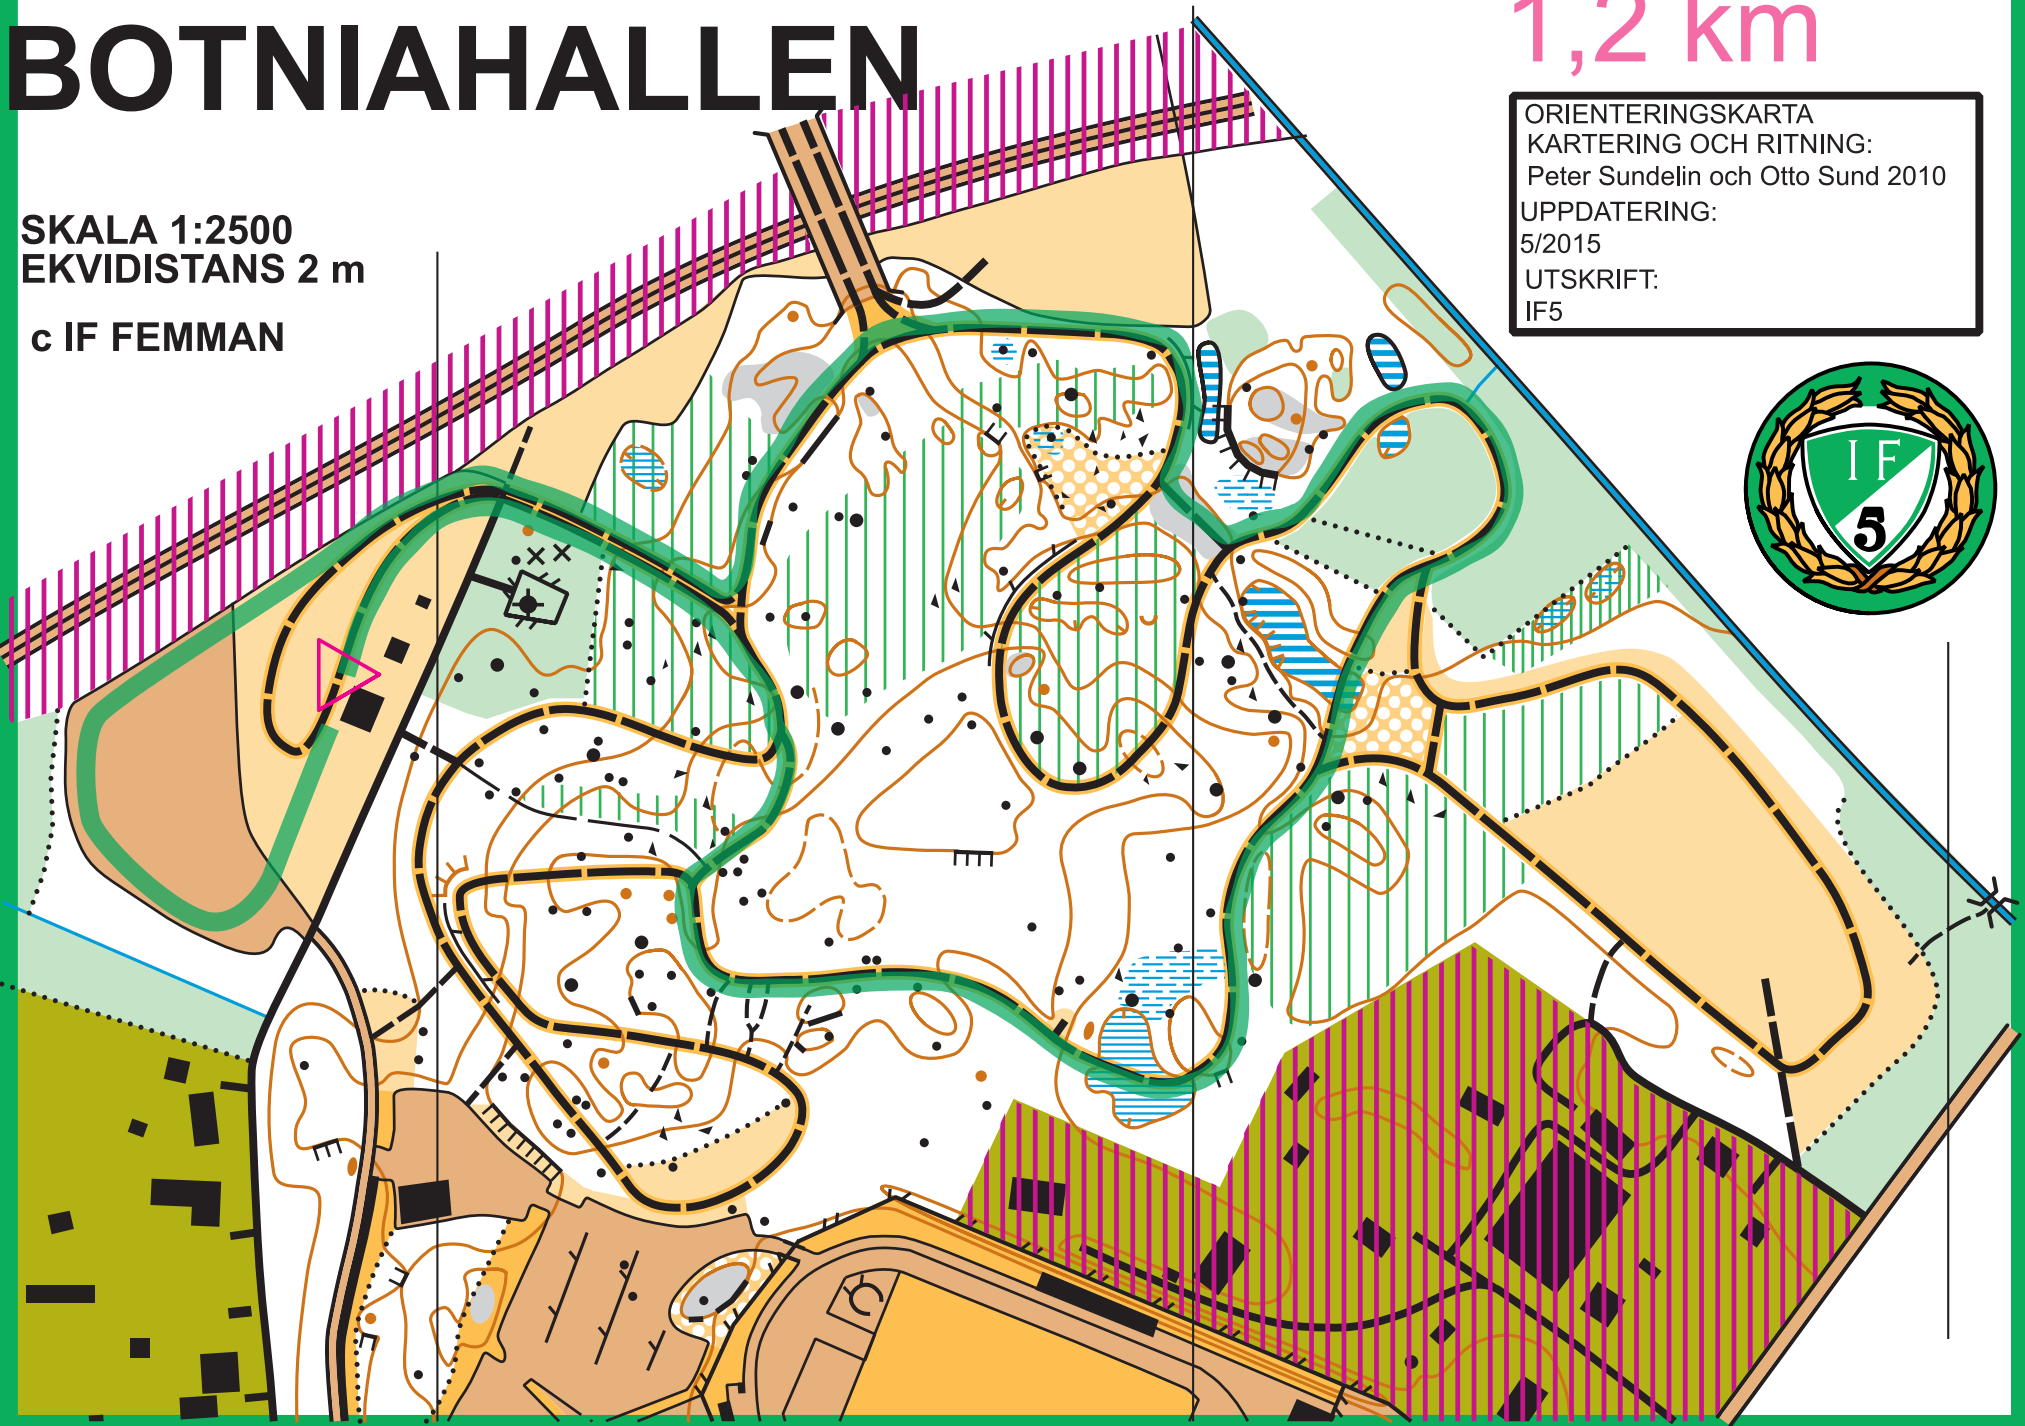 BOTNIAHALLEN
1,2 km
SKALA 1:2500
EKVIDISTANS 2 m
c IF FEMMAN
ORIENTERINGSKARTA
KARTERING OCH RITNING:
Peter Sundelin och Otto Sund 2010
UPPDATERING:
5/2015
UTSKRIFT:
IF5
I F
5